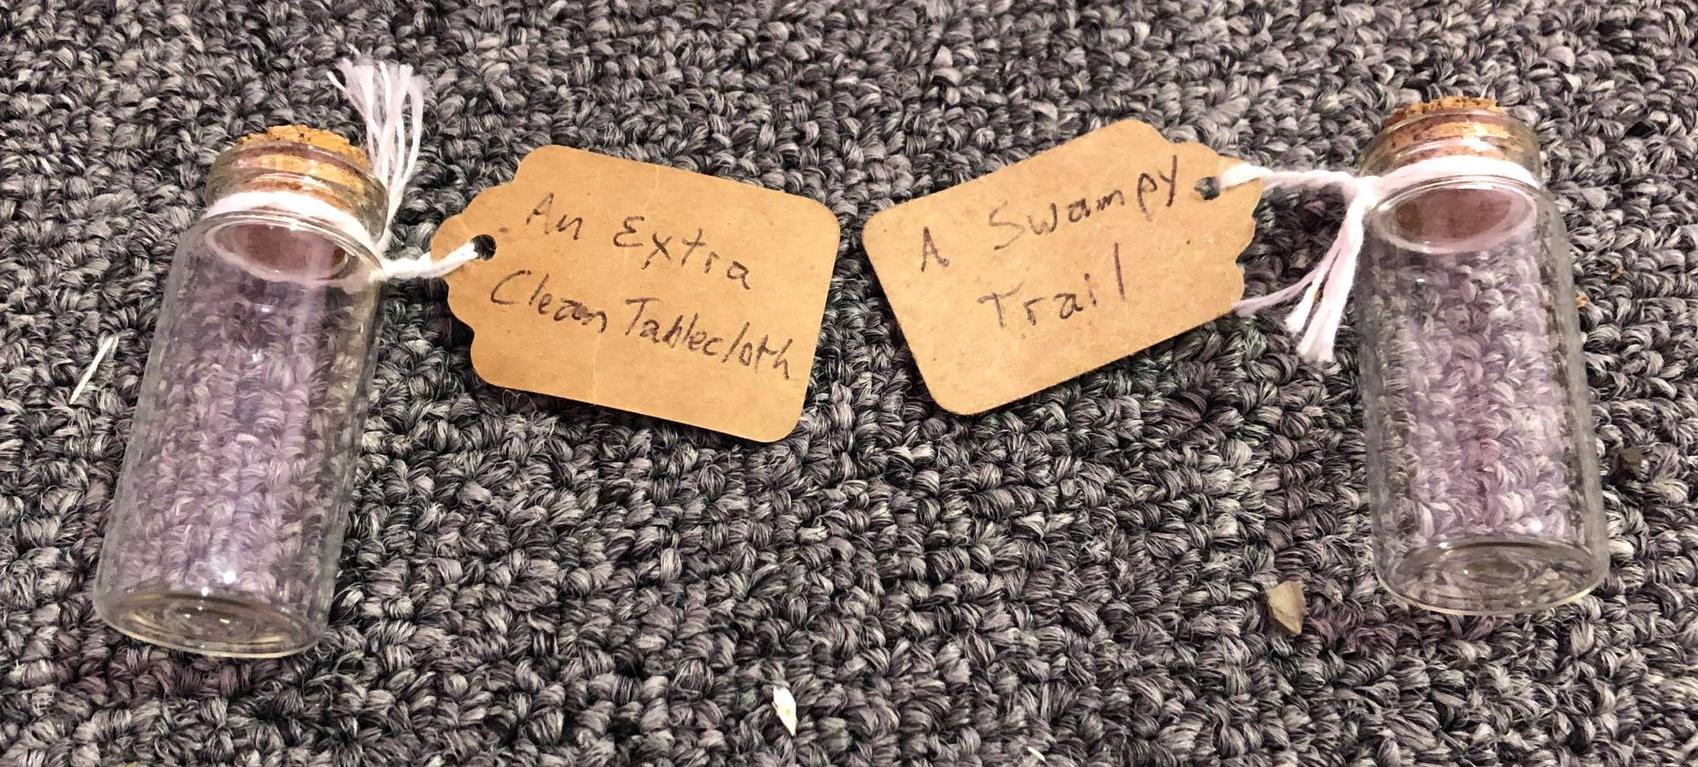 An Extra
Clean Tablecloth
A Swampy
Trail